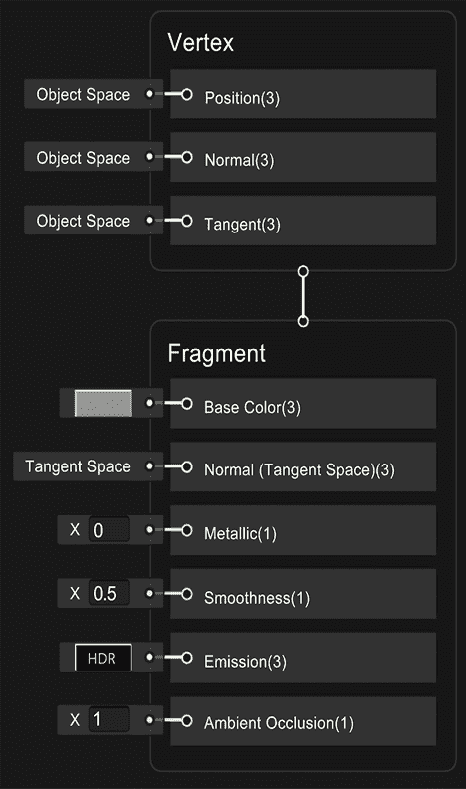 Vertex
Object Space Position(3)
Object Space Normal(3)
Object Space Tangent(3)
Fragment
Base Color(3)
Tangent Space Normal (Tangent Space)(3)
X 0 Metallic(1)
X 0.5 Smoothness(1)
HDR Emission(3)
X 1 Ambient Occlusion(1)